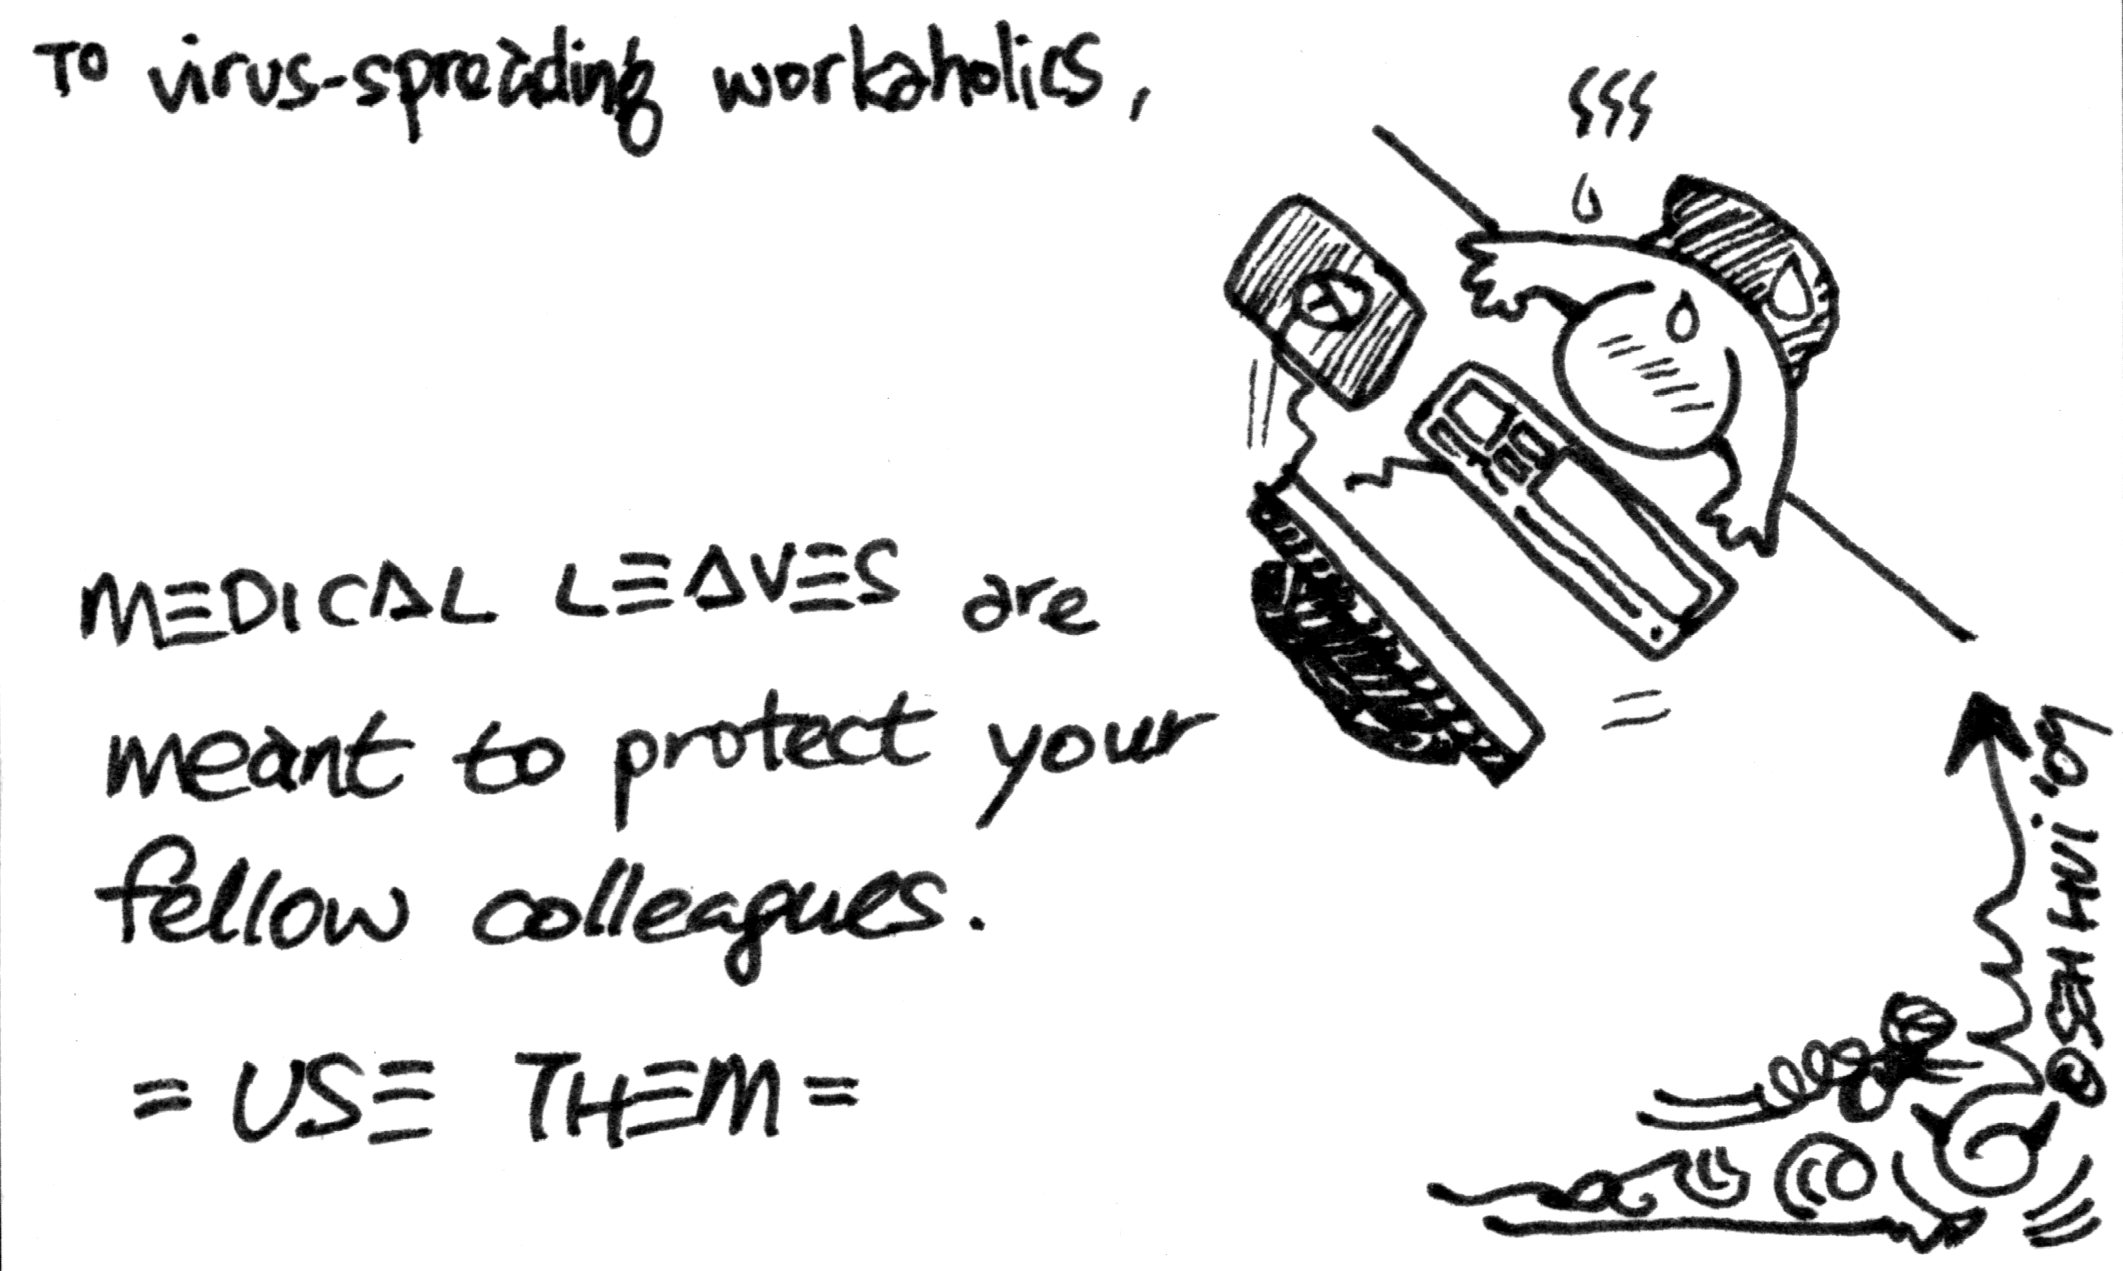 To virus-spreading workaholics,
MEDICAL LEAVES are
meant to protect your
fellow colleagues.
= USE THEM =
© SEH HUI '09